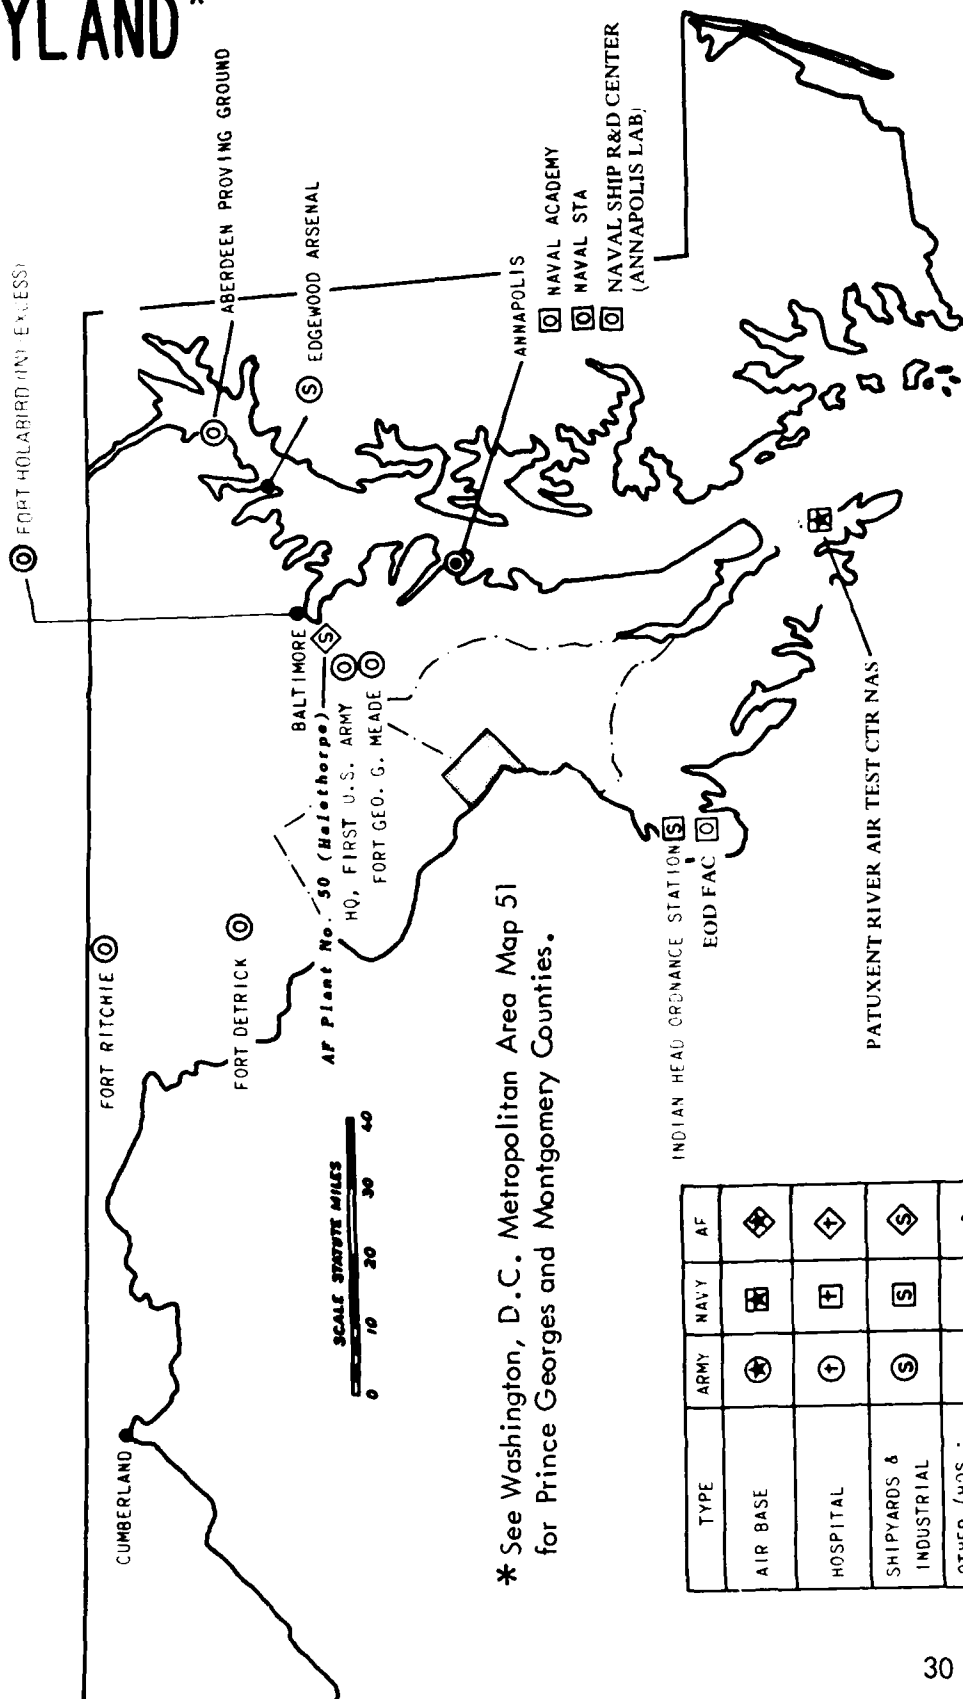 YLAND*
FORT HOLABIRD (IN EXCESS)
ABERDEEN PROVING GROUND
S EDGEWOOD ARSENAL
ANNAPOLIS
NAVAL ACADEMY
NAVAL STA
NAVAL SHIP R&D CENTER
(ANNAPOLIS LAB)
BALTIMORE
AF Plant No. 50 (Halethorpe)
S
HQ, FIRST U.S. ARMY
FORT GEO. G. MEADE
FORT RITCHIE
FORT DETRICK
CUMBERLAND
SCALE STATUTE MILES
0 10 20 30 40
* See Washington, D.C. Metropolitan Area Map 51
for Prince Georges and Montgomery Counties.
INDIAN HEAD ORDNANCE STATION S
EOD FAC
PATUXENT RIVER AIR TEST CTR NAS
TYPE ARMY NAVY AF
AIR BASE
HOSPITAL
SHIPYARDS &
INDUSTRIAL S S S
OTHER (HQS.
30